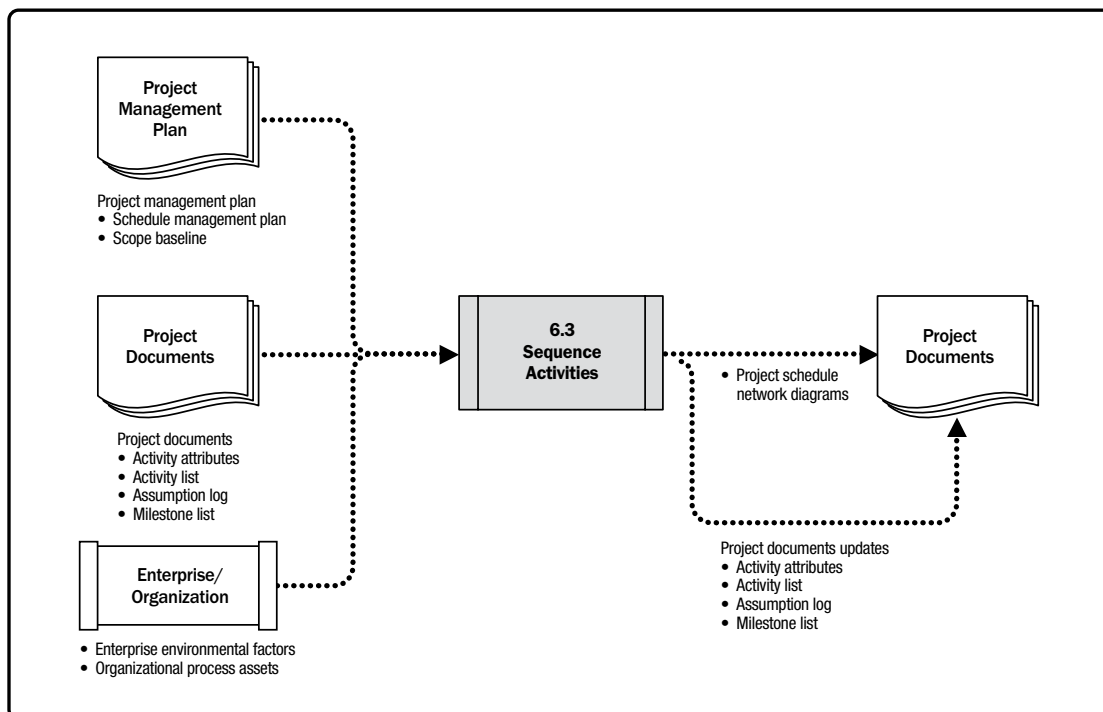 Project
Management
Plan
Project management plan
• Schedule management plan
• Scope baseline
Project
Documents
Project documents
• Activity attributes
• Activity list
• Assumption log
• Milestone list
Enterprise/
Organization
• Enterprise environmental factors
• Organizational process assets
6.3
Sequence
Activities
• Project schedule
network diagrams
Project
Documents
Project documents updates
• Activity attributes
• Activity list
• Assumption log
• Milestone list